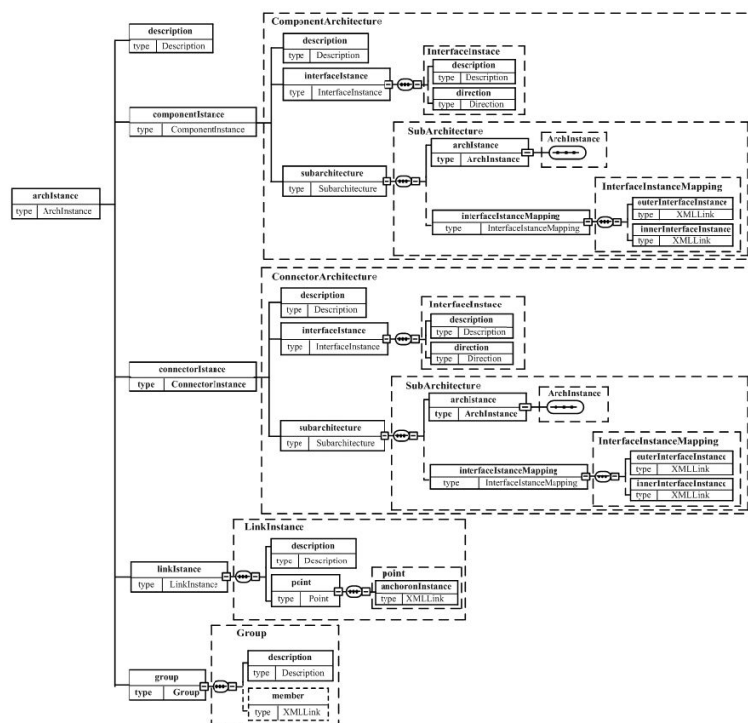 description
type Description
componentIstance
type ComponentInstance
archIstance
type ArchInstance
connectorIstance
type ConnectorInstance
linkIstance
type LinkInstance
group
type Group
ComponentArchitecture
description
type Description
interfaceIstance
type InterfaceInstance
InterfaceInstace
description
type Description
direction
type Direction
subarchitecture
type Subarchitecture
SubArchitecture
archIstance
type ArchInstance
ArchInstance
interfaceIstanceMapping
type InterfaceIstanceMapping
InterfaceInstanceMapping
outerInterfaceInstance
type XMLLink
innerInterfaceInstance
type XMLLink
ConnectorArchitecture
description
type Description
interfaceIstance
type InterfaceInstance
InterfaceInstace
description
type Description
direction
type Direction
subarchitecture
type Subarchitecture
SubArchitecture
archIstance
type ArchInstance
ArchInstance
interfaceIstanceMapping
type InterfaceIstanceMapping
InterfaceInstanceMapping
outerInterfaceInstance
type XMLLink
innerInterfaceInstance
type XMLLink
LinkInstance
description
type Description
point
type Point
point
anchoronInstance
type XMLLink
Group
description
type Description
member
type XMLLink